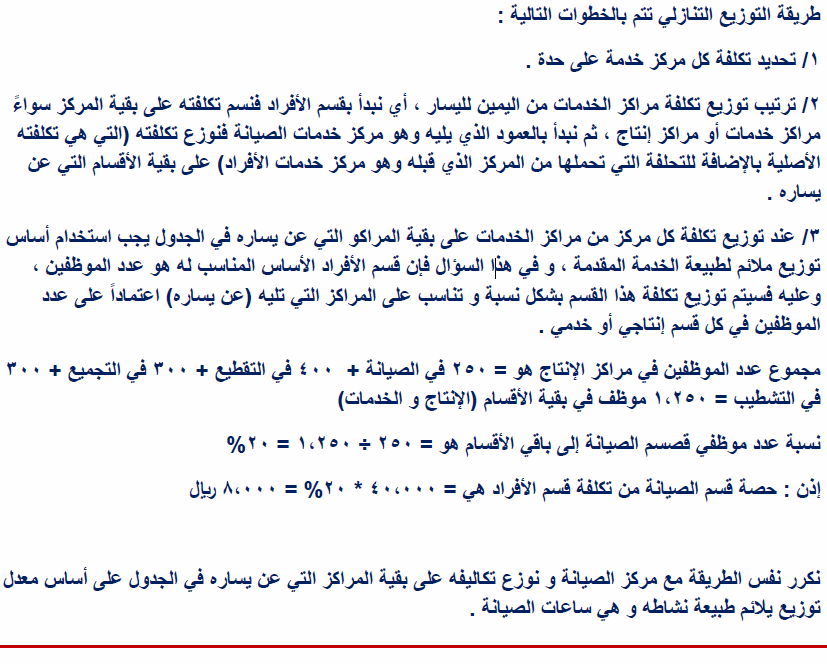 طريقة التوزيع التنازلي تتم بالخطوات التالية :
١/ تحديد تكلفة كل مركز خدمة على حدة .
٢/ ترتيب توزيع تكلفة مراكز الخدمات من اليمين لليسار ، أي نبدأ بقسم الأفراد فنسم تكلفته على بقية المركز سواءً
مراكز خدمات أو مراكز إنتاج ، ثم نبدأ بالعمود الذي يليه وهو مركز خدمات الصيانة فنوزع تكلفته (التي هي تكلفته
الأصلية بالإضافة للتحلفة التي تحملها من المركز الذي قبله وهو مركز خدمات الأفراد) على بقية الأقسام التي عن
يساره .
٣/ عند توزيع تكلفة كل مركز من مراكز الخدمات على بقية المراكو التي عن يساره في الجدول يجب استخدام أساس
توزيع ملائم لطبيعة الخدمة المقدمة ، و في هذا السؤال فإن قسم الأفراد الأساس المناسب له هو عدد الموظفين ،
وعليه فسيتم توزيع تكلفة هذا القسم بشكل نسبة و تناسب على المراكز التي تليه (عن يساره) اعتماداً على عدد
الموظفين في كل قسم إنتاجي أو خدمي .
مجموع عدد الموظفين في مراكز الإنتاج هو = ٢٥٠ في الصيانة + ٤٠٠ في التقطيع + ٣٠٠ في التجميع + ٣٠٠
في التشطيب = ١،٢٥٠ موظف في بقية الأقسام (الإنتاج و الخدمات)
نسبة عدد موظفي قصسم الصيانة إلى باقي الأقسام هو = ٢٥٠ ÷ ١،٢٥٠ = ٢٠%
إذن : حصة قسم الصيانة من تكلفة قسم الأفراد هي = ٤٠،٠٠٠ * ٢٠% = ٨،٠٠٠ ريال
نكرر نفس الطريقة مع مركز الصيانة و نوزع تكاليفه على بقية المراكز التي عن يساره في الجدول على أساس معدل
توزيع يلائم طبيعة نشاطه و هي ساعات الصيانة .